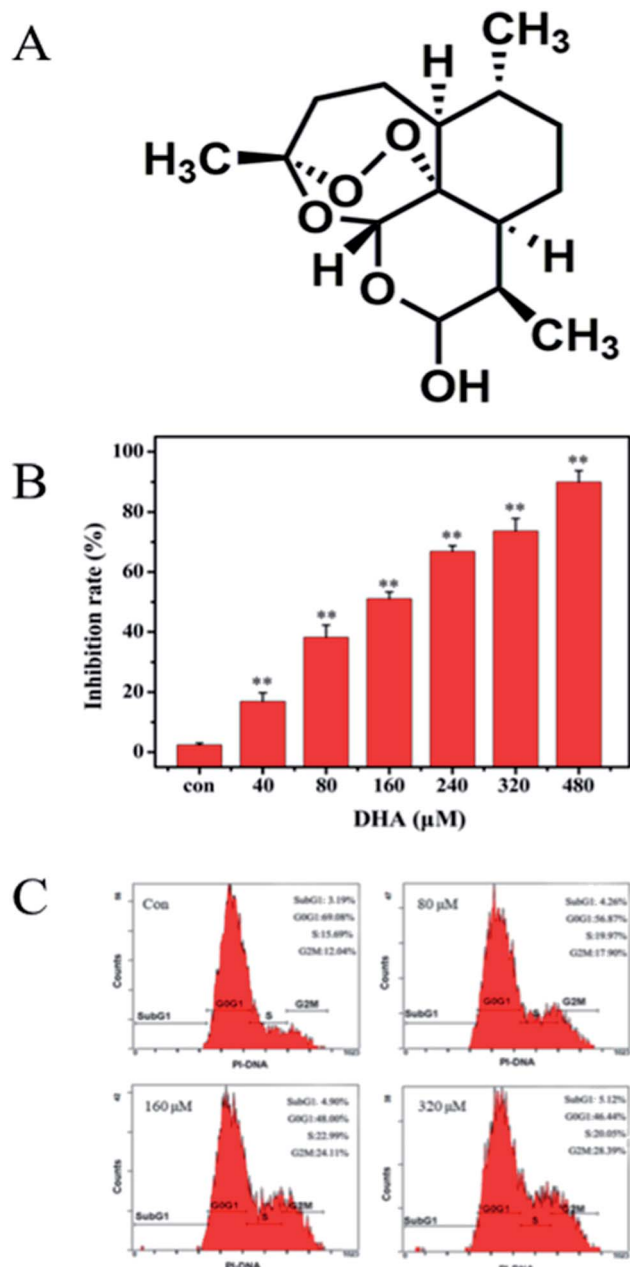 A
CH3
H
H3C
O
O
O
O
H
H
O
CH3
OH
B
Inhibition rate (%)
100
80
60
40
20
0
**
**
**
**
**
**
con 40 80 160 240 320 480
DHA (μM)
C
Con
SubG1: 3.19%
G0G1:69.08%
S:15.69%
G2M:12.04%
Counts
SubG1 G0G1 S G2M
PI-DNA
80 μM
SubG1: 4.26%
G0G1:56.87%
S:19.97%
G2M:17.90%
47
Counts
SubG1 G0G1 S G2M
PI-DNA
160 μM
SubG1: 4.90%
G0G1:48.00%
S:22.99%
G2M:24.11%
Counts
SubG1 G0G1 S G2M
PI-DNA
320 μM
SubG1: 5.12%
G0G1:46.44%
S:20.05%
G2M:28.39%
Counts
SubG1 G0G1 S G2M
PI-DNA